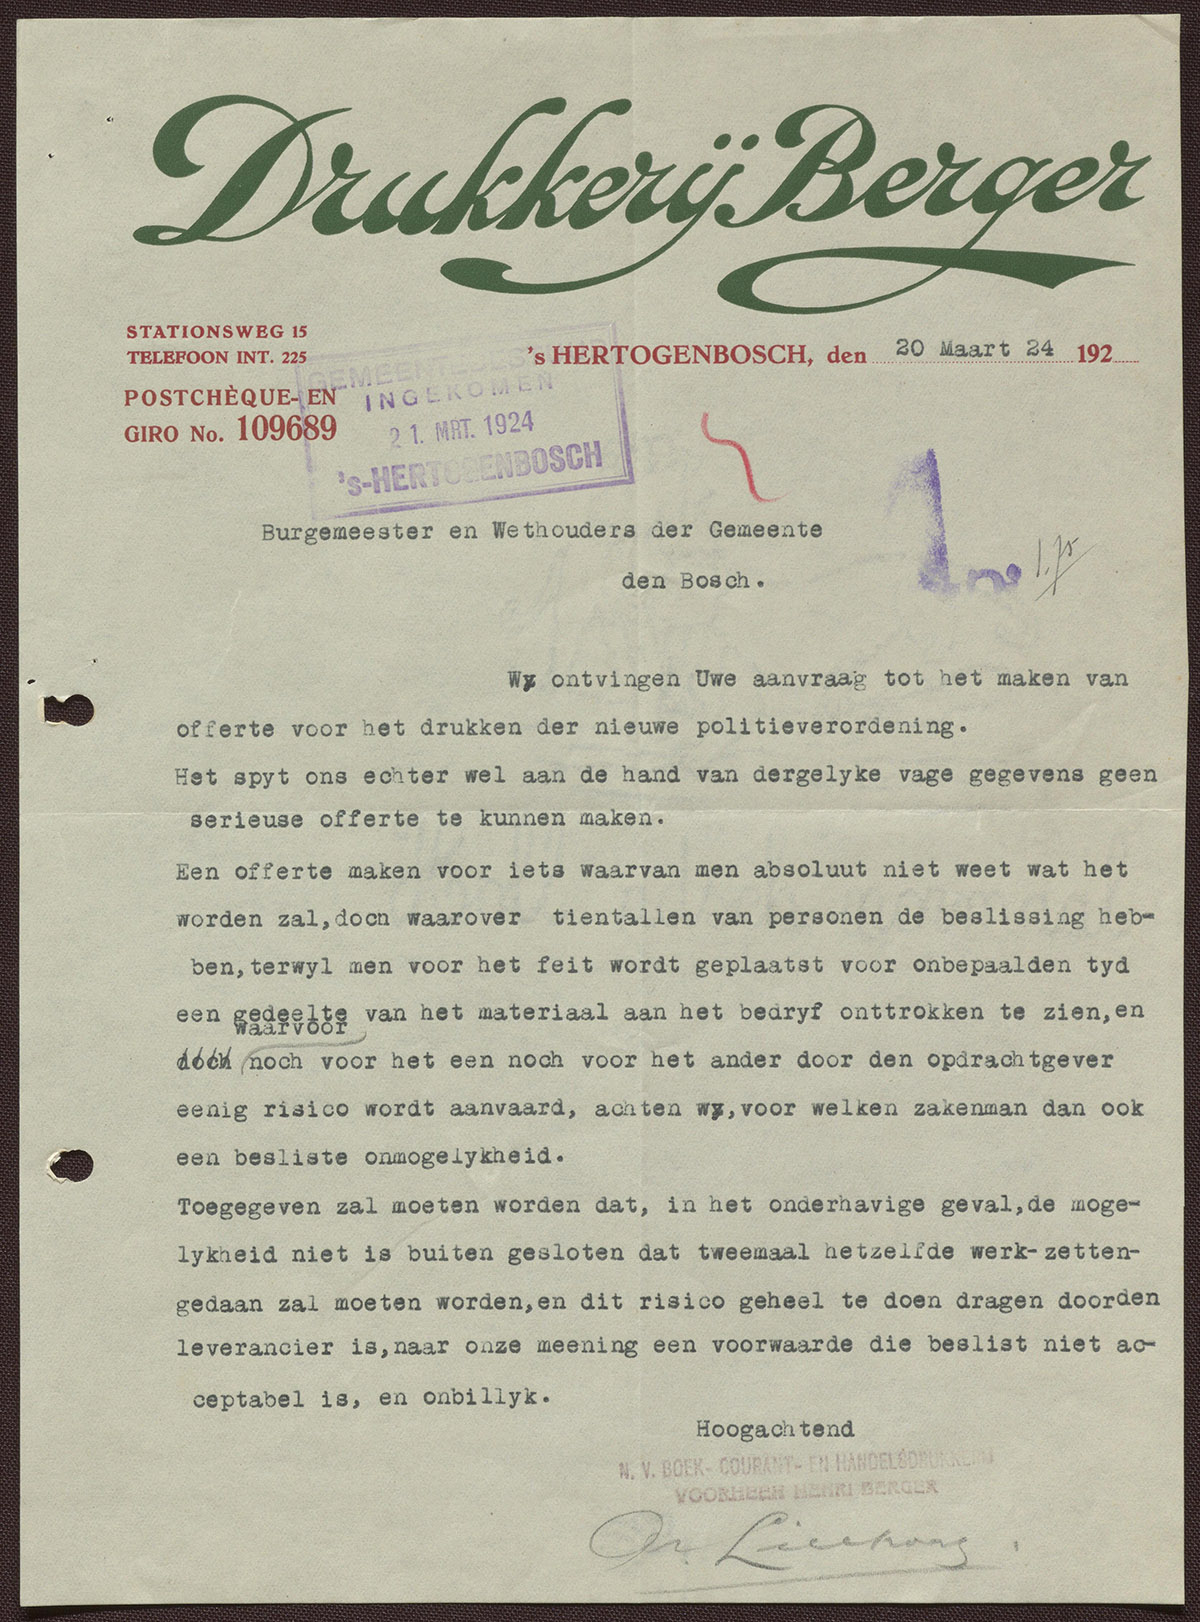 Drukkerij Berger
STATIONSWEG 15
TELEFOON INT. 225
POSTCHÈQUE- EN
GIRO No. 109689
's HERTOGENBOSCH, den 20 Maart 24 192
INGEKOMEN
21. MRT. 1924
's-HERTOGENBOSCH
Burgemeester en Wethouders der Gemeente
den Bosch.
1.75
Wy ontvingen Uwe aanvraag tot het maken van
offerte voor het drukken der nieuwe politieverordening.
Het spyt ons echter wel aan de hand van dergelyke vage gegevens geen
serieuse offerte te kunnen maken.
Een offerte maken voor iets waarvan men absoluut niet weet wat het
worden zal,doch waarover tientallen van personen de beslissing heb-
ben,terwyl men voor het feit wordt geplaatst voor onbepaalden tyd
een gedeelte van het materiaal aan het bedryf onttrokken te zien,en
waarvoor
doch noch voor het een noch voor het ander door den opdrachtgever
eenig risico wordt aanvaard, achten wy,voor welken zakenman dan ook
een besliste onmogelykheid.
Toegegeven zal moeten worden dat, in het onderhavige geval,de moge-
lykheid niet is buiten gesloten dat tweemaal hetzelfde werk-zetten-
gedaan zal moeten worden,en dit risico geheel te doen dragen doorden
leverancier is,naar onze meening een voorwaarde die beslist niet ac-
ceptabel is, en onbillyk.
Hoogachtend
N. V. BOEK- COURANT- EN HANDELSDRUKKERIJ
VOORHEEN HENRI BERGER